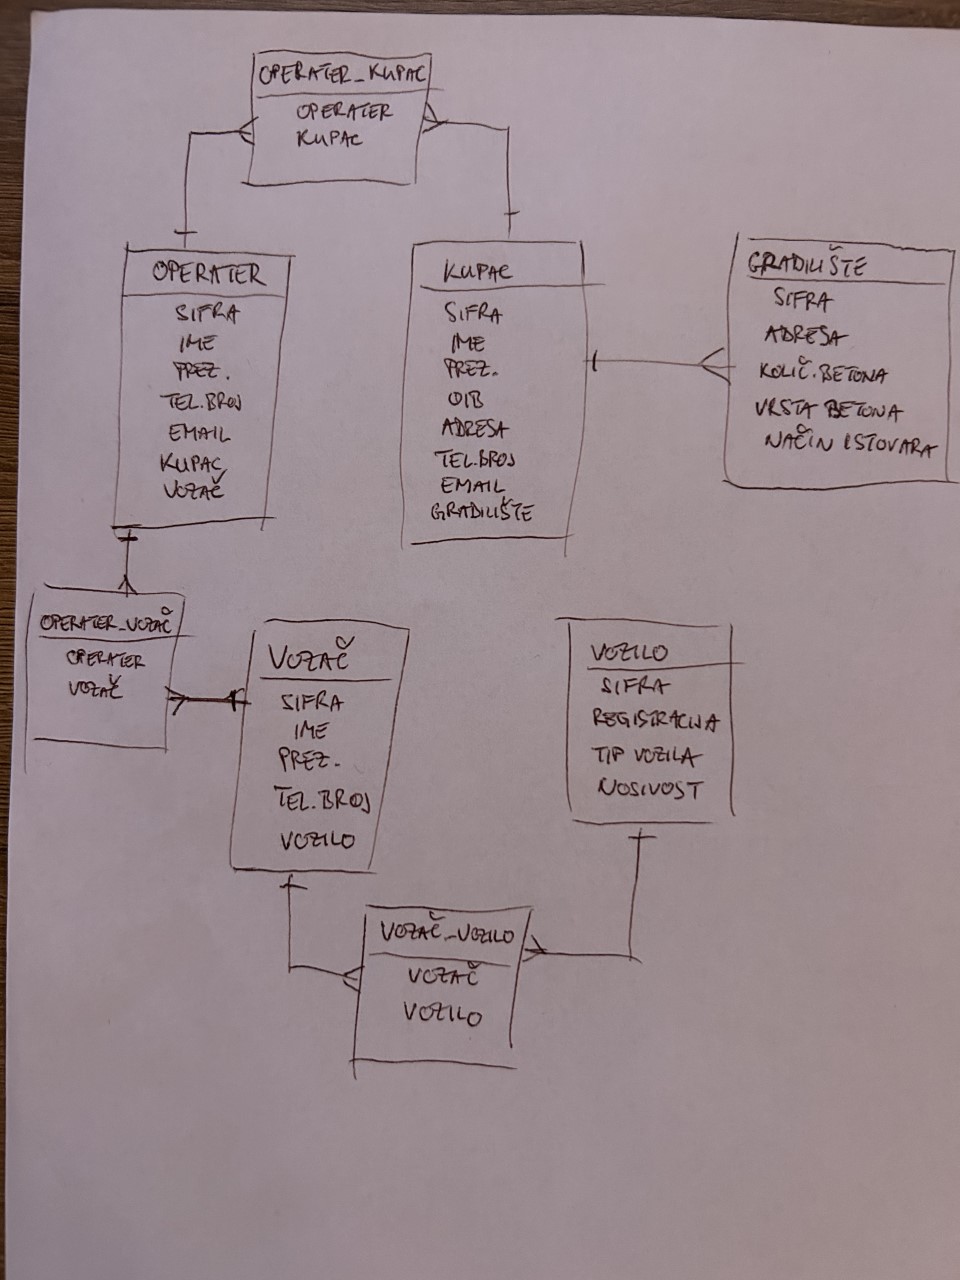 OPERATER_KUPAC
OPERATER
KUPAC
OPERATER
SIFRA
IME
PREZ.
TEL.BROJ
EMAIL
KUPAC
VOZAČ
KUPAC
SIFRA
IME
PREZ.
OIB
ADRESA
TEL.BROJ
EMAIL
GRADILIŠTE
GRADILIŠTE
SIFRA
ADRESA
KOLIČ.BETONA
VRSTA BETONA
NAČIN ISTOVARA
OPERATER_VOZAČ
OPERATER
VOZAČ
VOZAČ
SIFRA
IME
PREZ.
TEL.BROJ
VOZILO
VOZILO
SIFRA
REGISTRACIJA
TIP VOZILA
NOSIVOST
VOZAČ_VOZILO
VOZAČ
VOZILO